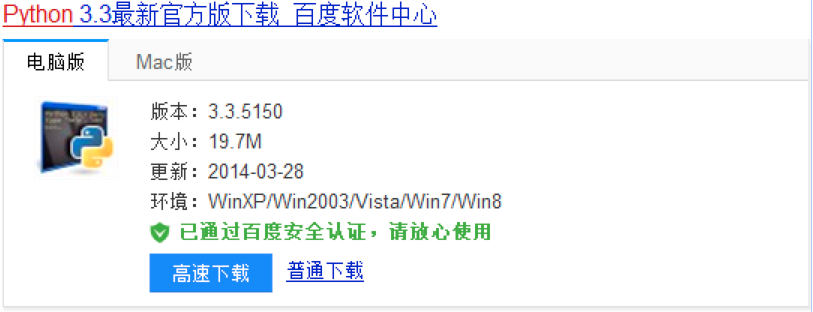 Python 3.3最新官方版下载_百度软件中心
电脑版 Mac版
版本：3.3.5150
大小：19.7M
更新：2014-03-28
环境：WinXP/Win2003/Vista/Win7/Win8
已通过百度安全认证，请放心使用
高速下载 普通下载